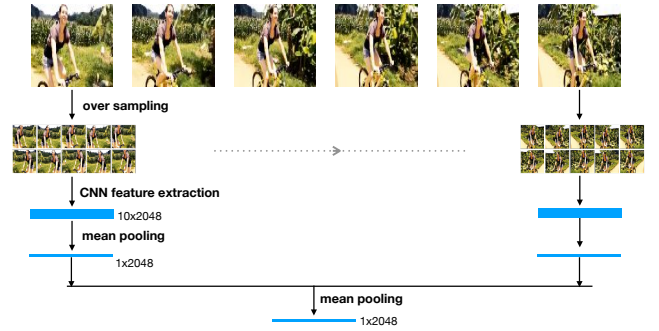 over sampling
CNN feature extraction
10x2048
mean pooling
1x2048
mean pooling
1x2048